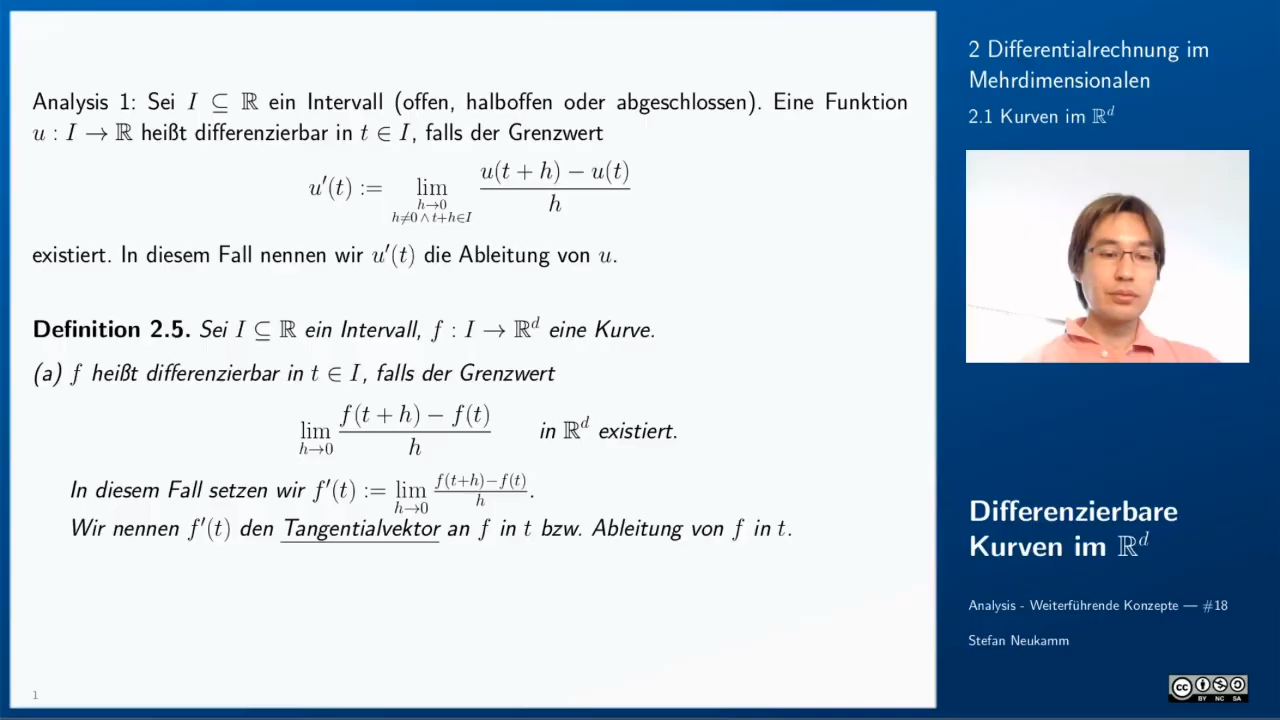 Analysis 1: Sei I ⊆ ℝ ein Intervall (offen, halboffen oder abgeschlossen). Eine Funktion
u : I → ℝ heißt differenzierbar in t ∈ I, falls der Grenzwert
u′(t) := lim_{h→0, h≠0 ∧ t+h∈I} (u(t + h) − u(t)) / h
existiert. In diesem Fall nennen wir u′(t) die Ableitung von u.
Definition 2.5. Sei I ⊆ ℝ ein Intervall, f : I → ℝ^d eine Kurve.
(a) f heißt differenzierbar in t ∈ I, falls der Grenzwert
lim_{h→0} (f(t + h) − f(t)) / h in ℝ^d existiert.
In diesem Fall setzen wir f′(t) := lim_{h→0} (f(t+h)−f(t)) / h.
Wir nennen f′(t) den Tangentialvektor an f in t bzw. Ableitung von f in t.
1
2 Differentialrechnung im
Mehrdimensionalen
2.1 Kurven im ℝ^d
Differenzierbare
Kurven im ℝ^d
Analysis - Weiterführende Konzepte — #18
Stefan Neukamm
cc BY NC SA